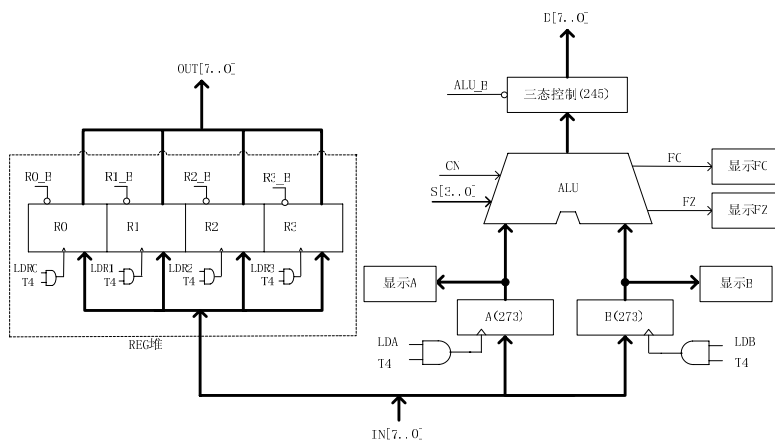 D[7..0]
OUT[7..0]
ALU_B
三态控制(245)
R0_B
R1_B
R2_B
R3_B
CN
S[3..0]
ALU
FC
显示FC
FZ
显示FZ
R0
R1
R2
R3
LDR0
T4
LDR1
T4
LDR2
T4
LDR3
T4
REG堆
显示A
显示B
A(273)
B(273)
LDA
T4
LDB
T4
IN[7..0]